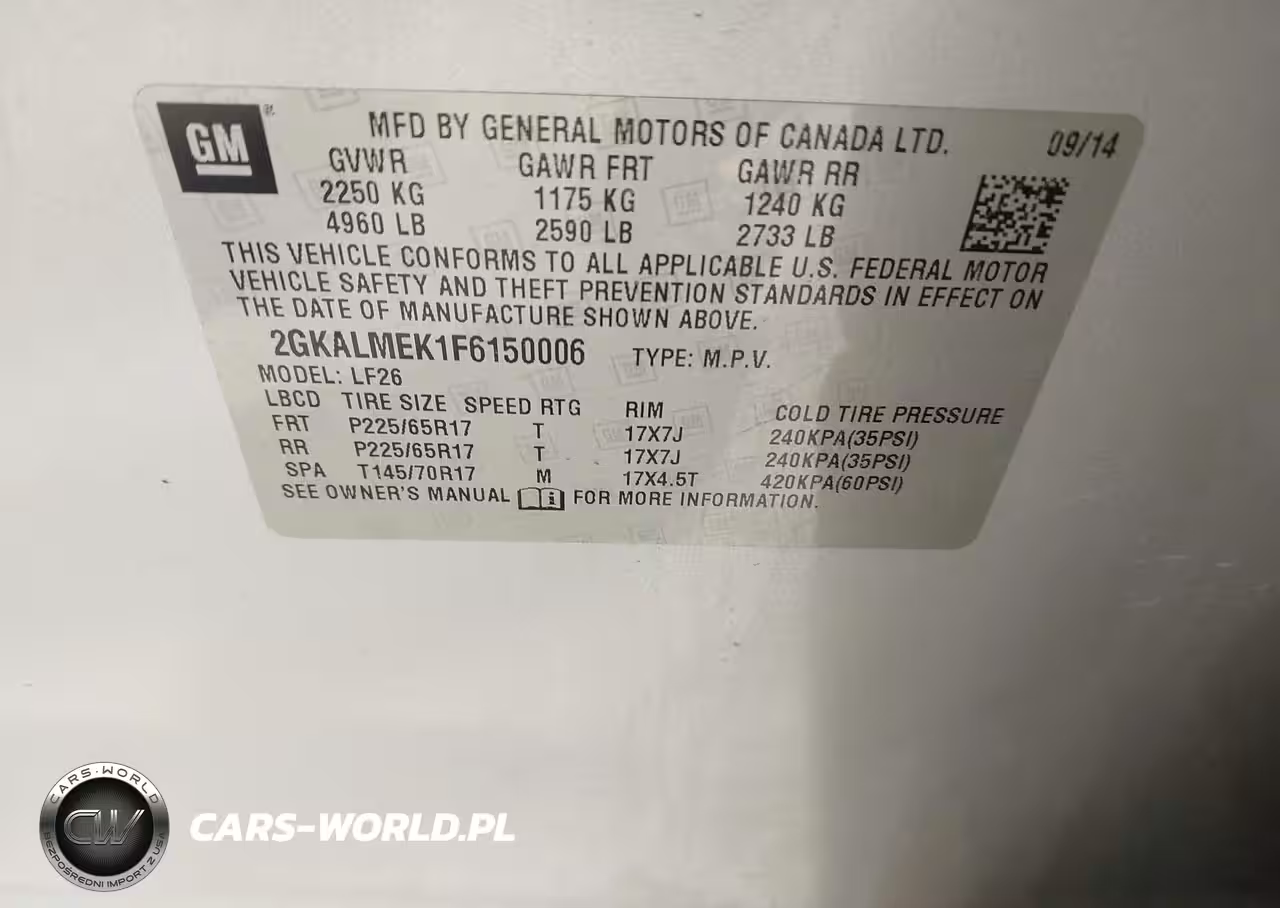 GM ®
MFD BY GENERAL MOTORS OF CANADA LTD. 09/14
GVWR GAWR FRT GAWR RR
2250 KG 1175 KG 1240 KG
4960 LB 2590 LB 2733 LB
THIS VEHICLE CONFORMS TO ALL APPLICABLE U.S. FEDERAL MOTOR
VEHICLE SAFETY AND THEFT PREVENTION STANDARDS IN EFFECT ON
THE DATE OF MANUFACTURE SHOWN ABOVE.
2GKALMEK1F6150006 TYPE: M.P.V.
MODEL: LF26
LBCD TIRE SIZE SPEED RTG RIM COLD TIRE PRESSURE
FRT P225/65R17 T 17X7J 240KPA(35PSI)
RR P225/65R17 T 17X7J 240KPA(35PSI)
SPA T145/70R17 M 17X4.5T 420KPA(60PSI)
SEE OWNER'S MANUAL i FOR MORE INFORMATION.
CARS-WORLD
CW
BEZPOŚREDNI IMPORT Z USA
CARS-WORLD.PL